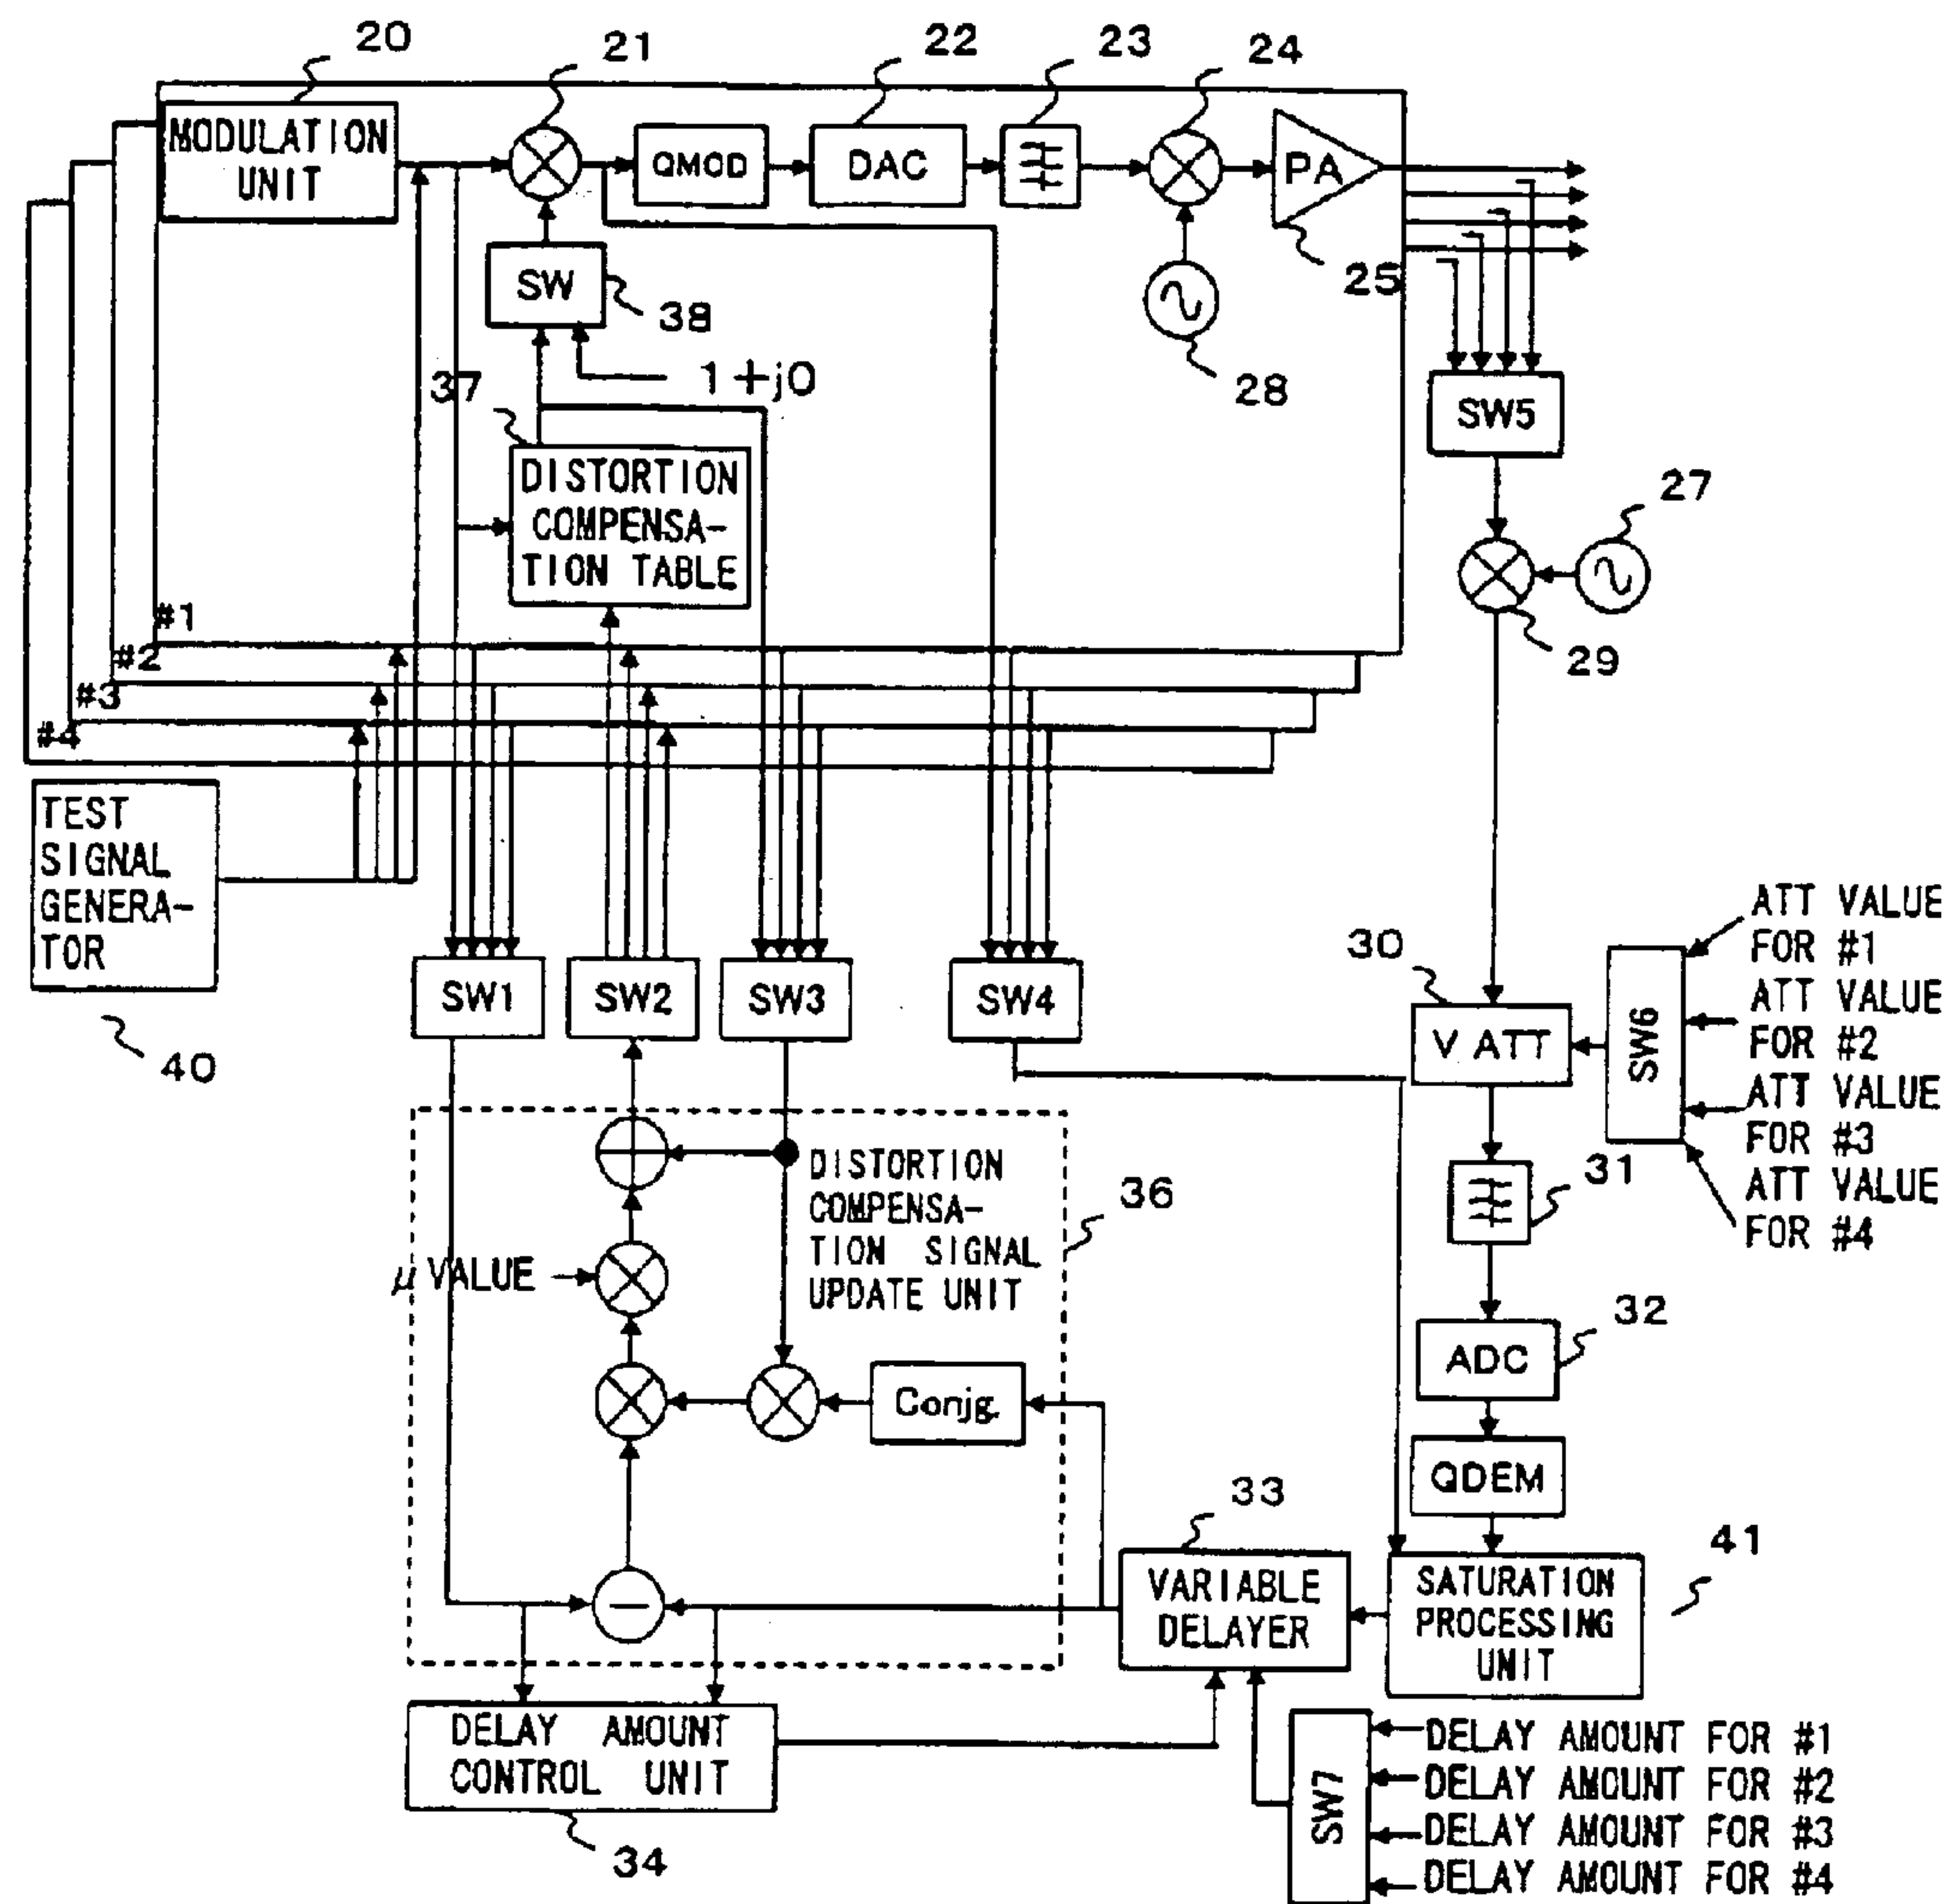 20
21
22
23
24
MODULATION
UNIT
QMOD
DAC
PA
25
SW
38
1+j0
28
37
DISTORTION
COMPENSA-
TION TABLE
SW5
27
29
#1
#2
#3
#4
TEST
SIGNAL
GENERA-
TOR
40
SW1
SW2
SW3
SW4
30
V ATT
SW6
ATT VALUE
FOR #1
ATT VALUE
FOR #2
ATT VALUE
FOR #3
ATT VALUE
FOR #4
31
DISTORTION
COMPENSA-
TION SIGNAL
UPDATE UNIT
36
μ VALUE
32
ADC
Conjg.
QDEM
33
VARIABLE
DELAYER
41
SATURATION
PROCESSING
UNIT
DELAY AMOUNT
CONTROL UNIT
34
SW7
DELAY AMOUNT FOR #1
DELAY AMOUNT FOR #2
DELAY AMOUNT FOR #3
DELAY AMOUNT FOR #4